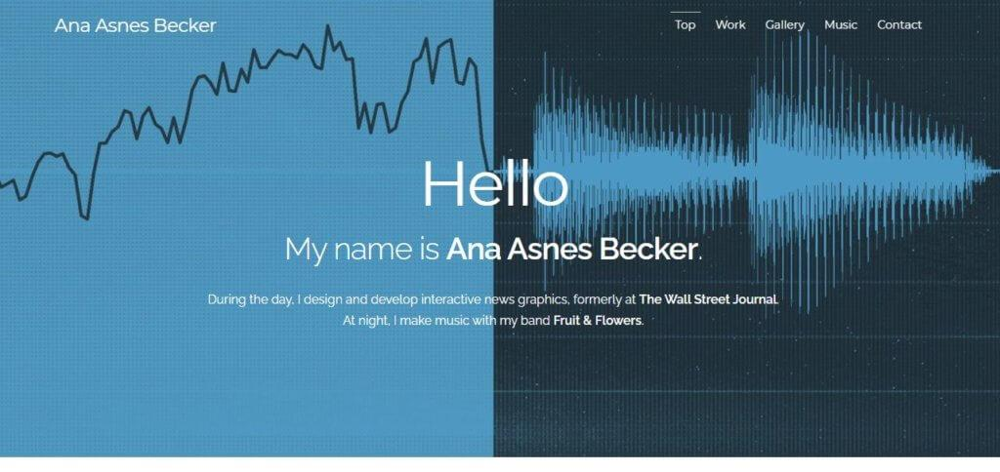 Ana Asnes Becker
Top Work Gallery Music Contact
Hello
My name is Ana Asnes Becker.
During the day, I design and develop interactive news graphics, formerly at The Wall Street Journal.
At night, I make music with my band Fruit & Flowers.